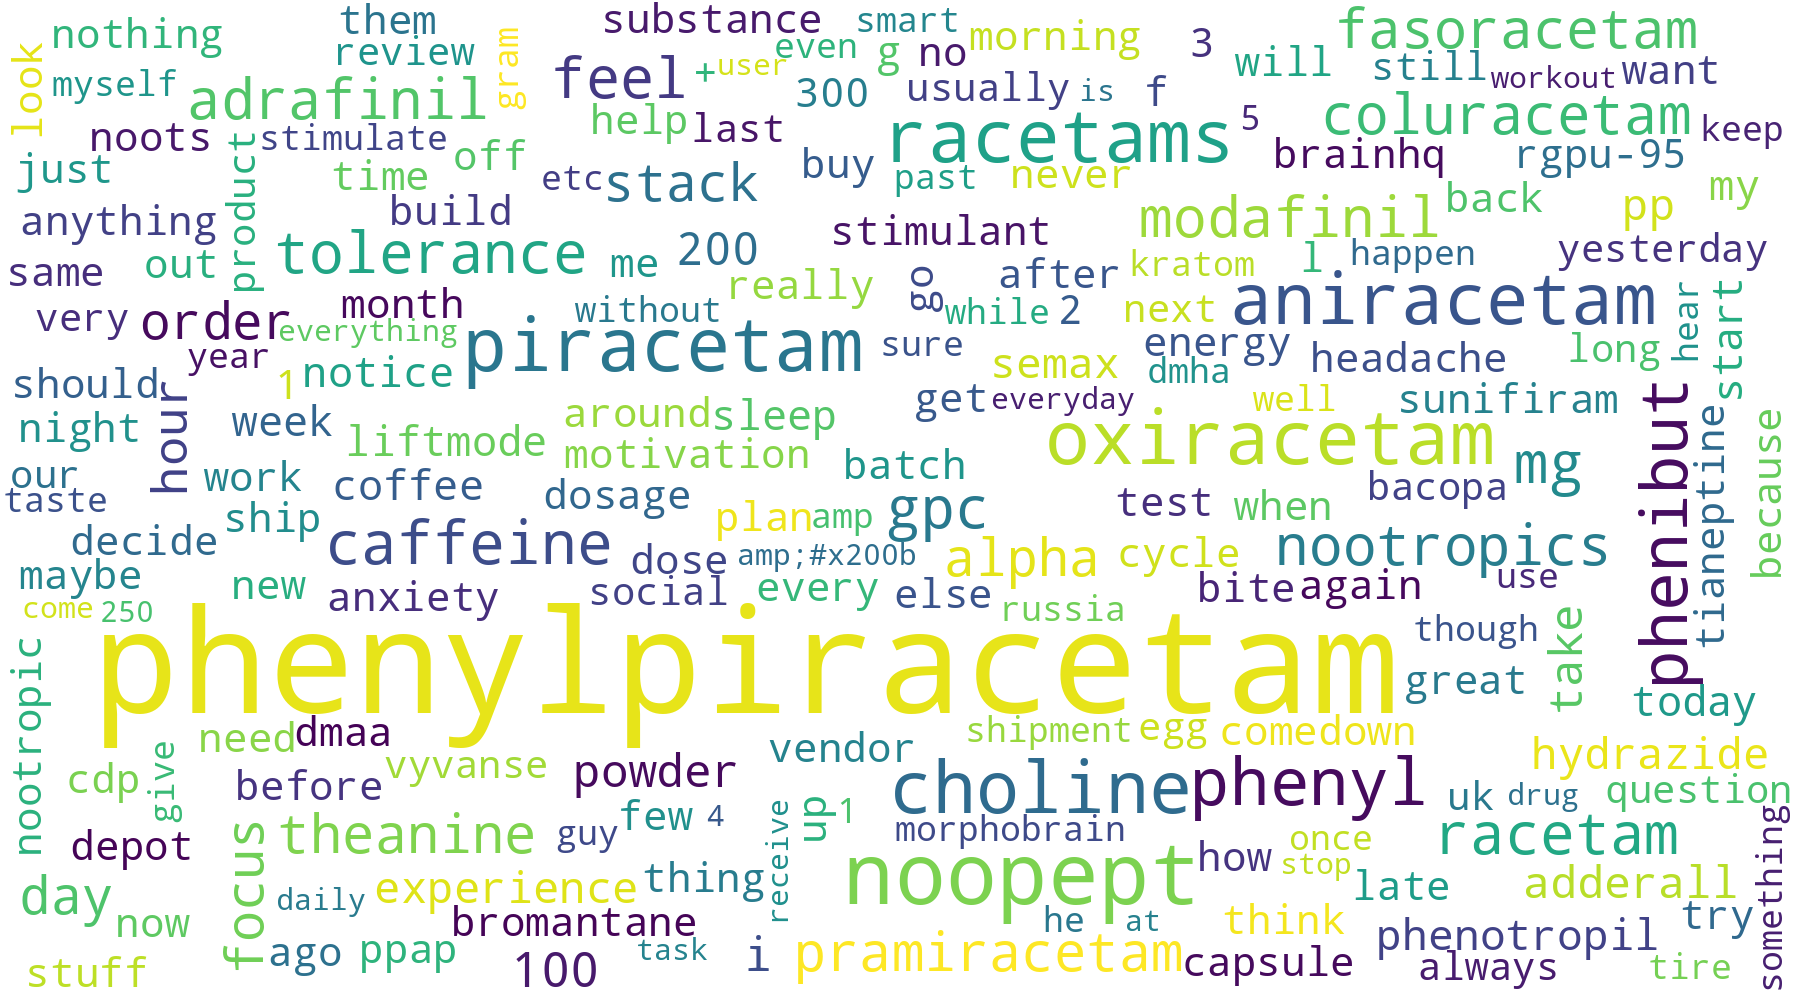 nothing
them
substance
smart
fasoracetam
look
myself
review
gram
feel
+
user
even
g
no
morning
3
will
still
workout
want
adrafinil
300
usually
is
f
noots
stimulate
help
last
racetams
5
coluracetam
keep
just
product
time
off
etc
stack
buy
past
never
brainhq
rgpu-95
my
anything
build
stimulant
modafinil
back
pp
same
out
tolerance
me
200
go
after
kratom
l
happen
yesterday
very
order
month
without
really
while
2
next
aniracetam
hear
start
everything
year
piracetam
sure
energy
headache
long
should
hour
1
notice
semax
dmha
get
everyday
well
sunifiram
phenibut
night
week
liftmode
around
sleep
motivation
oxiracetam
mg
tianeptine
because
our
taste
work
coffee
dosage
batch
gpc
test
when
bacopa
decide
ship
caffeine
plan
amp
dose
amp;#x200b
alpha
cycle
nootropics
maybe
new
anxiety
social
every
else
bite
again
use
come
250
phenylpiracetam
russia
though
take
great
nootropic
need
dmaa
vendor
shipment
egg
comedown
today
cdp
give
before
vyvanse
powder
choline
phenyl
hydrazide
uk
drug
question
depot
focus
theanine
guy
few
4
receive
up
1
morphobrain
how
once
stop
racetam
something
day
now
daily
experience
thing
noopept
late
adderall
stuff
ago
ppap
bromantane
100
task
i
he
at
pramiracetam
think
capsule
phenotropil
always
try
tire